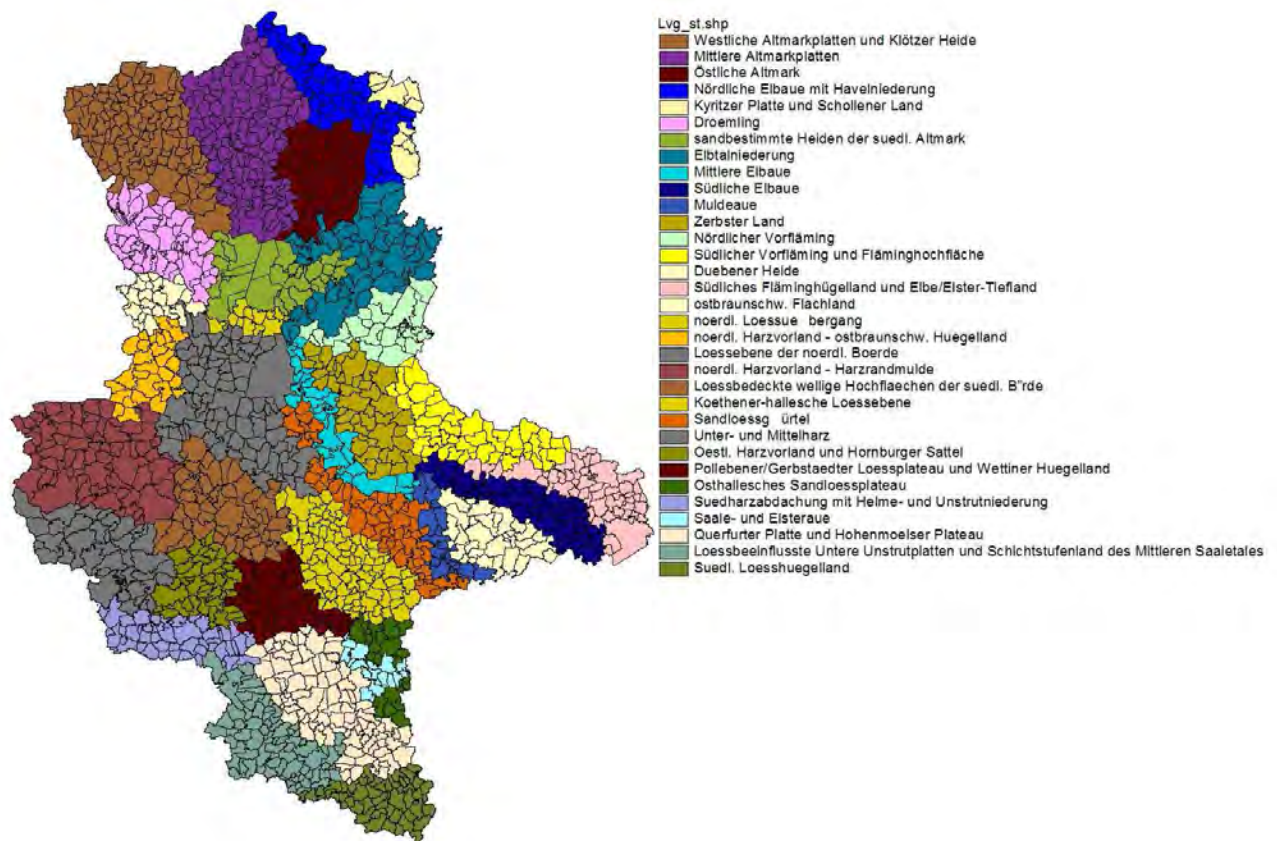 Lvg_st.shp
Westliche Altmarkplatten und Klötzer Heide
Mittlere Altmarkplatten
Östliche Altmark
Nördliche Elbaue mit Havelniederung
Kyritzer Platte und Schollener Land
Droemling
sandbestimmte Heiden der suedl. Altmark
Elbtalniederung
Mittlere Elbaue
Südliche Elbaue
Muldeaue
Zerbster Land
Nördlicher Vorfläming
Südlicher Vorfläming und Fläminghochfläche
Duebener Heide
Südliches Fläminghügelland und Elbe/Elster-Tiefland
ostbraunschw. Flachland
noerdl. Loessue bergang
noerdl. Harzvorland - ostbraunschw. Huegelland
Loessebene der noerdl. Boerde
noerdl. Harzvorland - Harzrandmulde
Loessbedeckte wellige Hochflaechen der suedl. B"rde
Koethener-hallesche Loessebene
Sandloessg ürtel
Unter- und Mittelharz
Oestl. Harzvorland und Hornburger Sattel
Pollebener/Gerbstaedter Loessplateau und Wettiner Huegelland
Osthallesches Sandloessplateau
Suedharzabdachung mit Helme- und Unstrutniederung
Saale- und Elsteraue
Querfurter Platte und Hohenmoelser Plateau
Loessbeeinflusste Untere Unstrutplatten und Schichtstufenland des Mittleren Saaletales
Suedl. Loesshuegelland